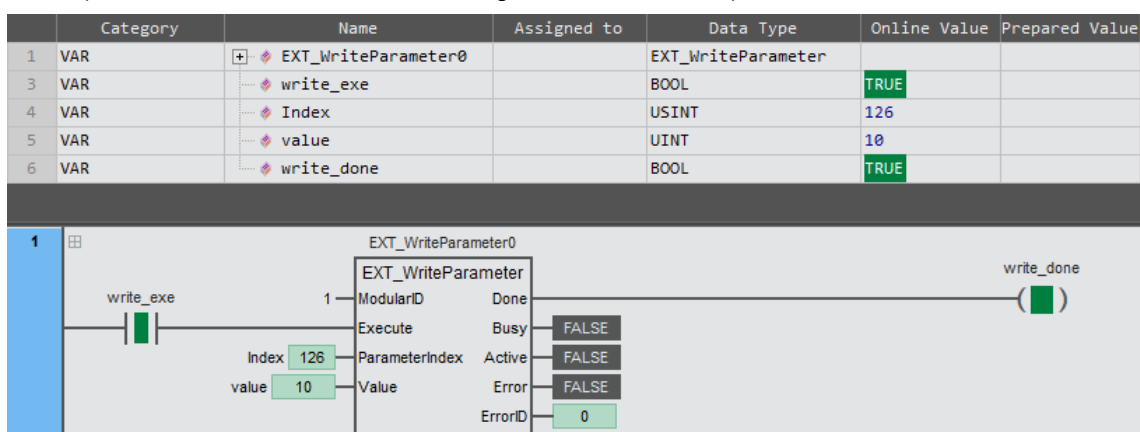 Category Name Assigned to Data Type Online Value Prepared Value
1 VAR EXT_WriteParameter0 EXT_WriteParameter
3 VAR write_exe BOOL TRUE
4 VAR Index USINT 126
5 VAR value UINT 10
6 VAR write_done BOOL TRUE
1 EXT_WriteParameter0
EXT_WriteParameter write_done
write_exe 1 ModularID Done
Execute Busy FALSE
Index 126 ParameterIndex Active FALSE
value 10 Value Error FALSE
ErrorID 0